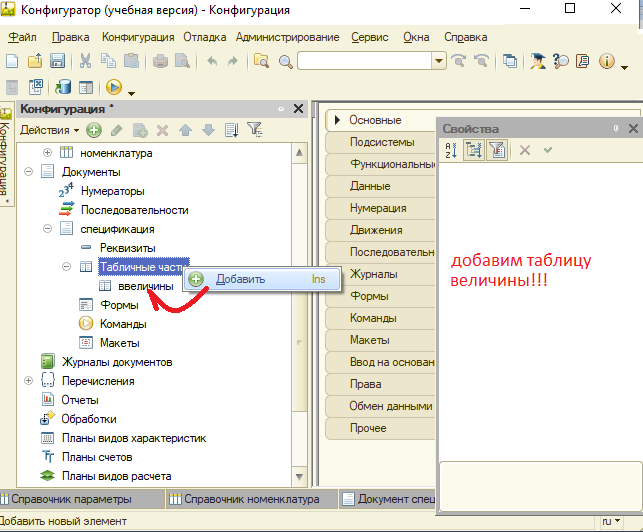 Конфигуратор (учебная версия) - Конфигурация
Файл Правка Конфигурация Отладка Администрирование Сервис Окна Справка
Конфигурация *
Действия
номенклатура
Документы
Нумераторы
Последовательности
спецификация
Реквизиты
Табличные части
ввеличины
Формы
Команды
Макеты
Журналы документов
Перечисления
Отчеты
Обработки
Планы видов характеристик
Планы счетов
Планы видов расчета
Добавить Ins
Конфигурация *
Основные
Подсистемы
Функциональные
Данные
Нумерация
Движения
Последовательн
Журналы
Формы
Команды
Макеты
Ввод на основан
Права
Обмен данными
Прочее
Свойства
добавим таблицу
величины!!!
Справочник параметры
Справочник номенклатура
Документ спец
Добавить новый элемент
ru